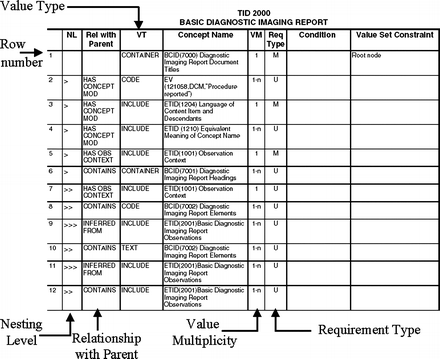 Value Type
TID 2000
BASIC DIAGNOSTIC IMAGING REPORT
Row
number
NL Rel with Parent VT Concept Name VM Req Type Condition Value Set Constraint
1 CONTAINER BCID(7000) Diagnostic Imaging Report Document Titles 1 M Root node
2 > HAS CONCEPT MOD CODE EV (121058,DCM,"Procedure reported") 1-n U
3 > HAS CONCEPT MOD INCLUDE ETID(1204) Language of Content Item and Descendants 1 U
4 > HAS CONCEPT MOD INCLUDE ETID (1210) Equivalent Meaning of Concept Name 1-n U
5 > HAS OBS CONTEXT INCLUDE ETID(1001) Observation Context 1 M
6 > CONTAINS CONTAINER BCID(7001) Diagnostic Imaging Report Headings 1-n U
7 >> HAS OBS CONTEXT INCLUDE ETID(1001) Observation Context 1 U
8 >> CONTAINS CODE BCID(7002) Diagnostic Imaging Report Elements 1-n U
9 >>> INFERRED FROM INCLUDE ETID(2001)Basic Diagnostic Imaging Report Observations 1-n U
10 >> CONTAINS TEXT BCID(7002) Diagnostic Imaging Report Elements 1-n U
11 >>> INFERRED FROM INCLUDE ETID(2001)Basic Diagnostic Imaging Report Observations 1-n U
12 >> CONTAINS INCLUDE ETID(2001)Basic Diagnostic Imaging Report Observations 1-n U
Nesting
Level
Relationship
with Parent
Value
Multiplicity
Requirement Type